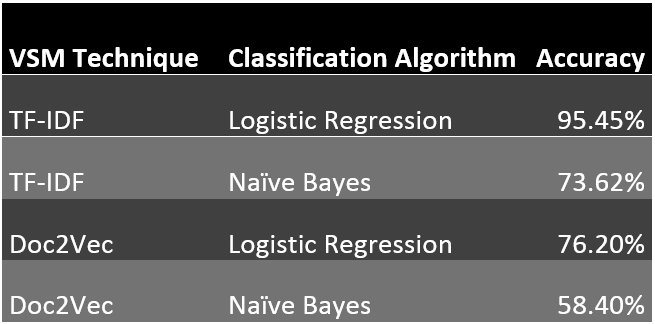 VSM Technique Classification Algorithm Accuracy
TF-IDF Logistic Regression 95.45%
TF-IDF Naïve Bayes 73.62%
Doc2Vec Logistic Regression 76.20%
Doc2Vec Naïve Bayes 58.40%